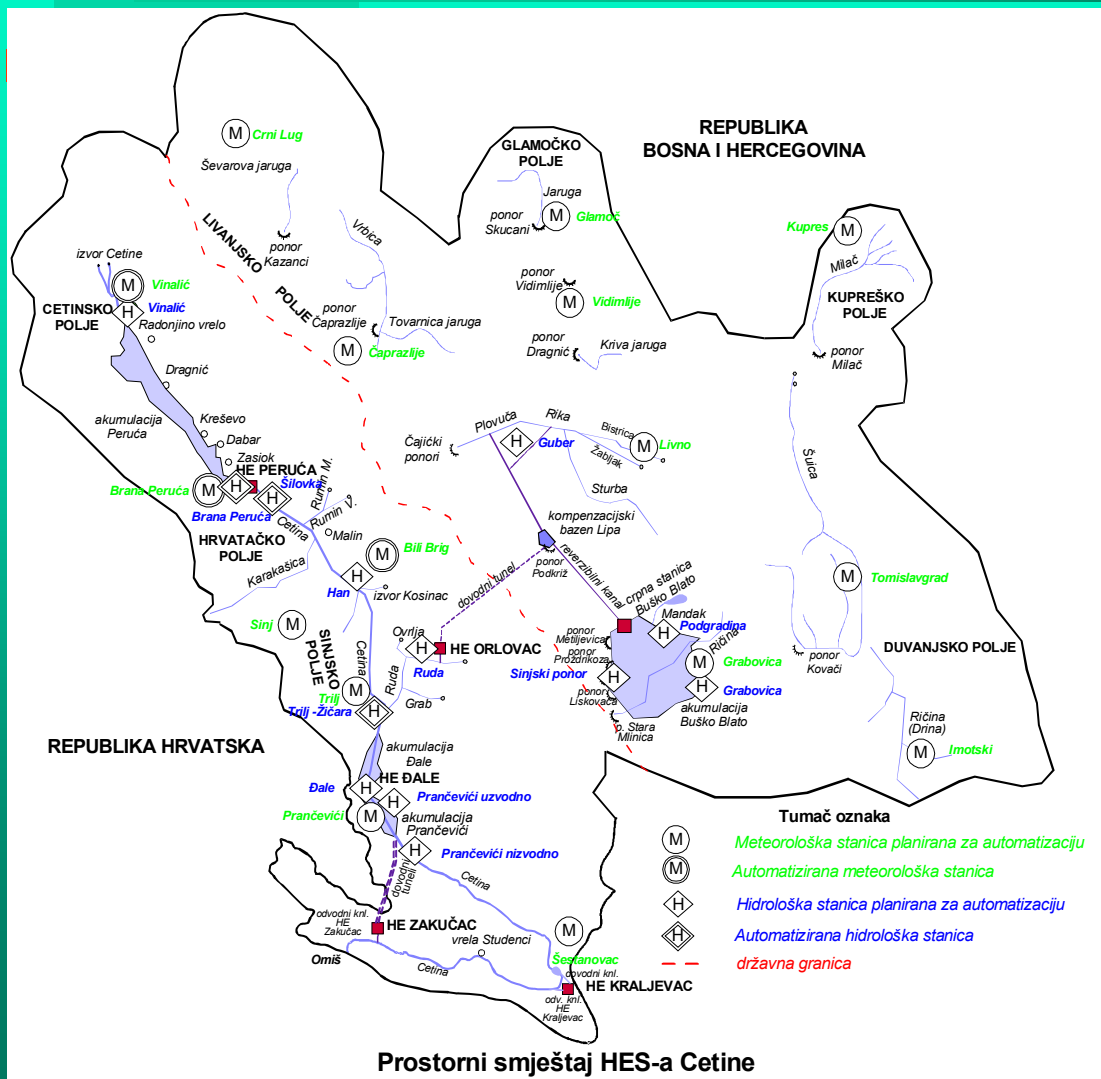 REPUBLIKA
BOSNA I HERCEGOVINA
M
Crni Lug
GLAMOČKO
POLJE
Ševarova jaruga
Jaruga
ponor
Skucani
M
Glamoč
Kupres
M
LIVANJSKO
POLJE
Vrbica
ponor
Kazanci
izvor Cetine
M
Vinalić
H
Vinalić
CETINSKO
POLJE
Radonjino vrelo
Milač
ponor
Vidimlije
M
Vidimlije
KUPREŠKO
POLJE
ponor
Čaprazlije
Tovarnica jaruga
M
Čaprazlije
ponor
Dragnić
Kriva jaruga
ponor
Milač
Dragnić
akumulacija
Peruća
Kreševo
Dabar
Zasiok
HE PERUĆA
Plovuča
Rika
Bistrica
M
Livno
Čajićki
ponori
H
Guber
Žabljak
Šuica
Brana Peruća
M
H
H
Šilovka
Brana Peruća
Rumin M.
Rumin V.
Sturba
Cetina
HRVATAČKO
POLJE
Malin
kompenzacijski
bazen Lipa
M
Bili Brig
Karakašica
ponor
Podkriž
reverzibilni kanal
dovodni tunel
crpna stanica
Buško Blato
H
Han
izvor Kosinac
M
Tomislavgrad
Sinj
M
SINJSKO
POLJE
Ovrlja
H
HE ORLOVAC
Ruda
Mandak
H
Podgradina
ponor
Metiljevica
ponor
Proždrikoza
Ričina
M
Grabovica
ponor
Kovači
DUVANJSKO POLJE
Cetina
Sinjski ponor
H
H
Grabovica
M
Trilj
Ruda
Grab
ponor
Liskovača
akumulacija
Buško Blato
Trilj -Žičara
H
p. Stara
Mlinica
Ričina
(Drina)
M
Imotski
REPUBLIKA HRVATSKA
akumulacija
Đale
HE ĐALE
Đale
H
H
Prančevići uzvodno
Prančevići
M
akumulacija
Prančevići
H
Prančevići nizvodno
dovodni
tuneli
Cetina
odvodni knl.
HE
Zakučac
HE ZAKUČAC
vrela Studenci
Omiš
Cetina
M
Šestanovac
dovodni knl.
HE KRALJEVAC
odv. knl.
HE
Kraljevac
Tumač oznaka
M
Meteorološka stanica planirana za automatizaciju
M
Automatizirana meteorološka stanica
H
Hidrološka stanica planirana za automatizaciju
H
Automatizirana hidrološka stanica
državna granica
Prostorni smještaj HES-a Cetine